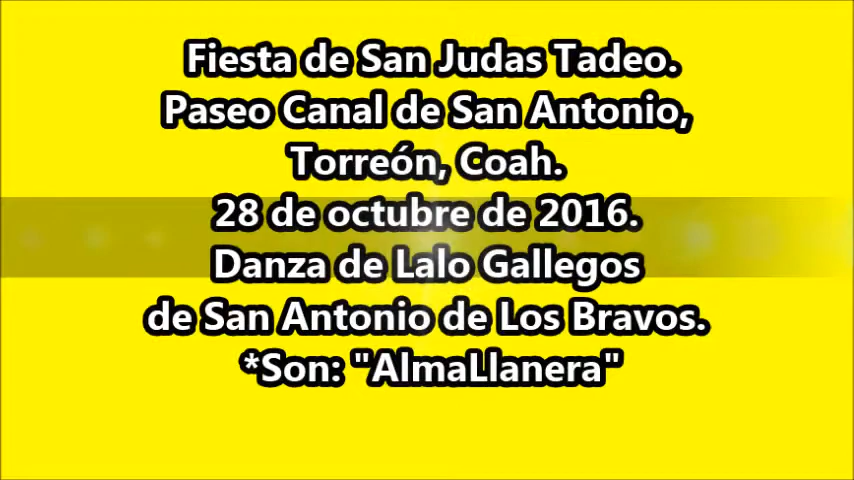 Fiesta de San Judas Tadeo.
Paseo Canal de San Antonio,
Torreón, Coah.
28 de octubre de 2016.
Danza de Lalo Gallegos
de San Antonio de Los Bravos.
*Son: "AlmaLlanera"